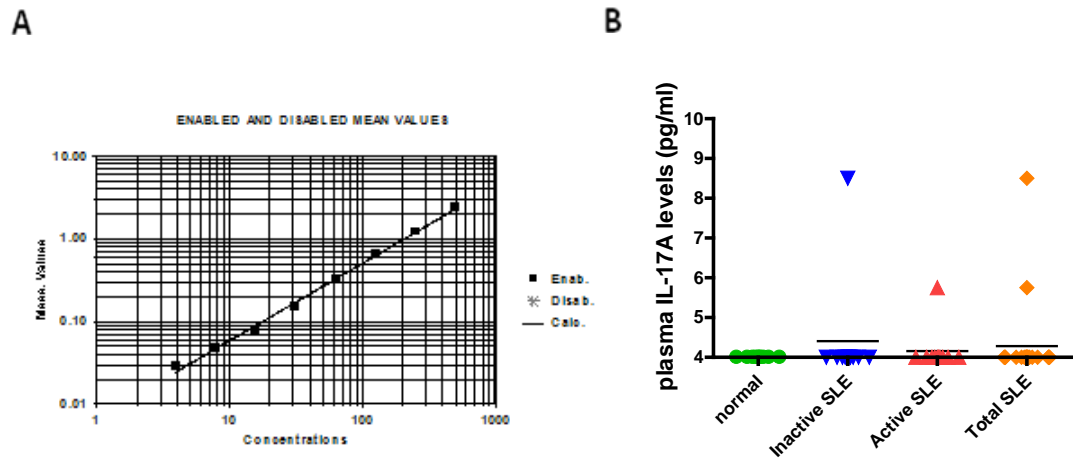 A
ENABLED AND DISABLED MEAN VALUES
10.00
1.00
0.10
0.01
Mean. Values
1
10
100
1000
Concentrations
Enab.
Disab.
Calc.
B
plasma IL-17A levels (pg/ml)
10
9
8
7
6
5
4
normal
Inactive SLE
Active SLE
Total SLE